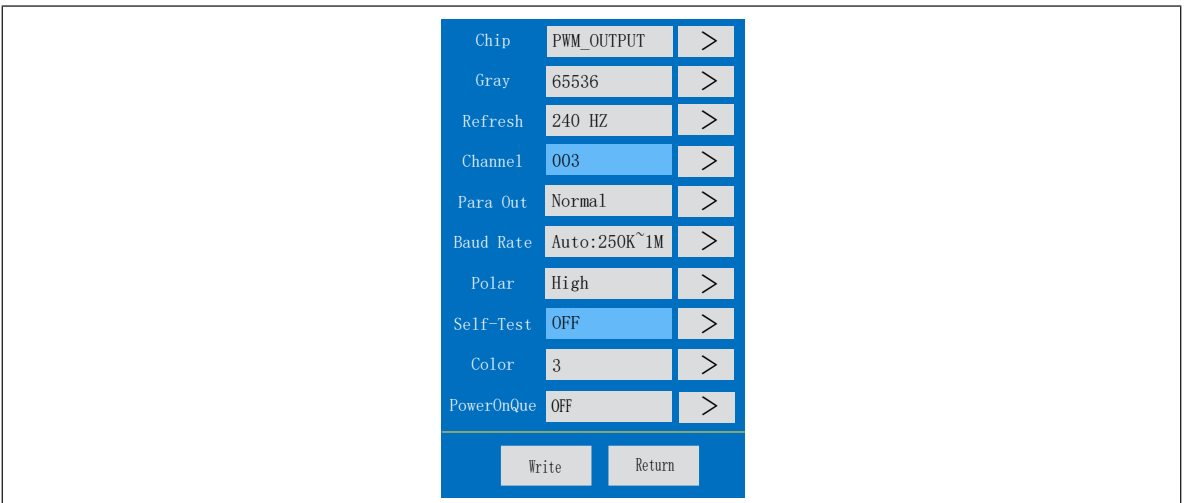 Chip PWM_OUTPUT >
Gray 65536 >
Refresh 240 HZ >
Channel 003 >
Para Out Normal >
Baud Rate Auto:250K~1M >
Polar High >
Self-Test OFF >
Color 3 >
PowerOnQue OFF >
Write Return